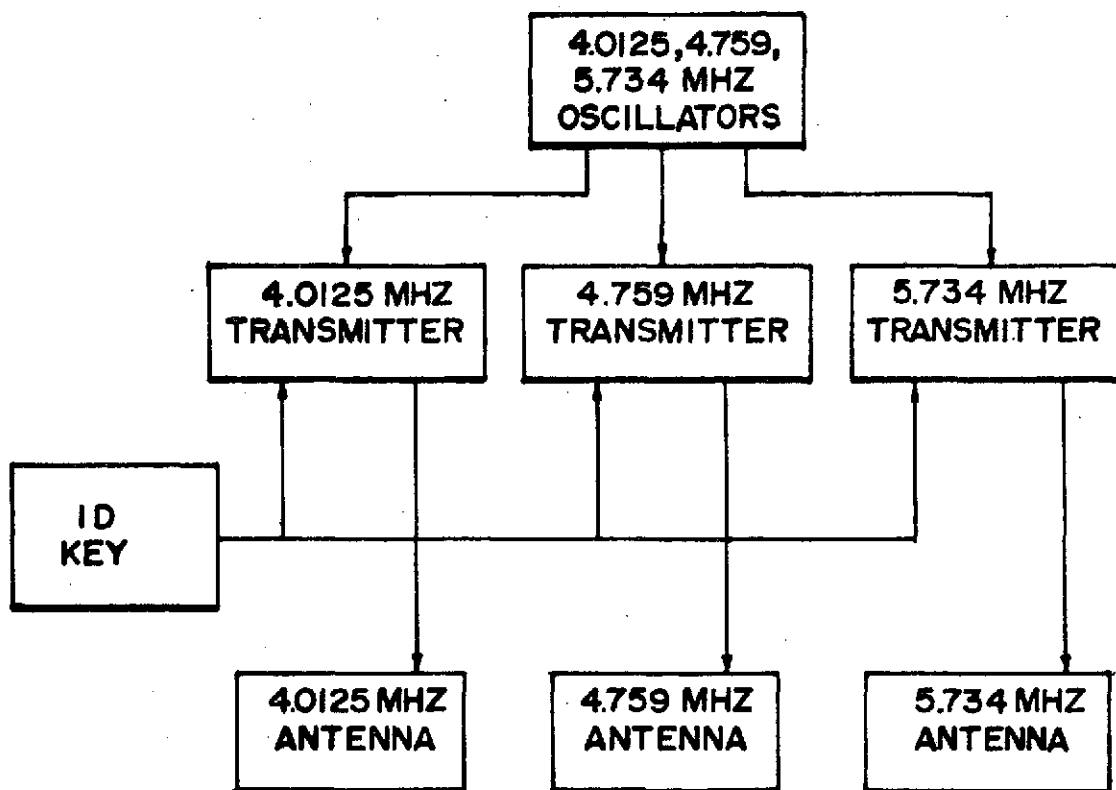 4.0125, 4.759,
5.734 MHZ
OSCILLATORS
4.0125 MHZ
TRANSMITTER
4.759 MHZ
TRANSMITTER
5.734 MHZ
TRANSMITTER
ID
KEY
4.0125 MHZ
ANTENNA
4.759 MHZ
ANTENNA
5.734 MHZ
ANTENNA